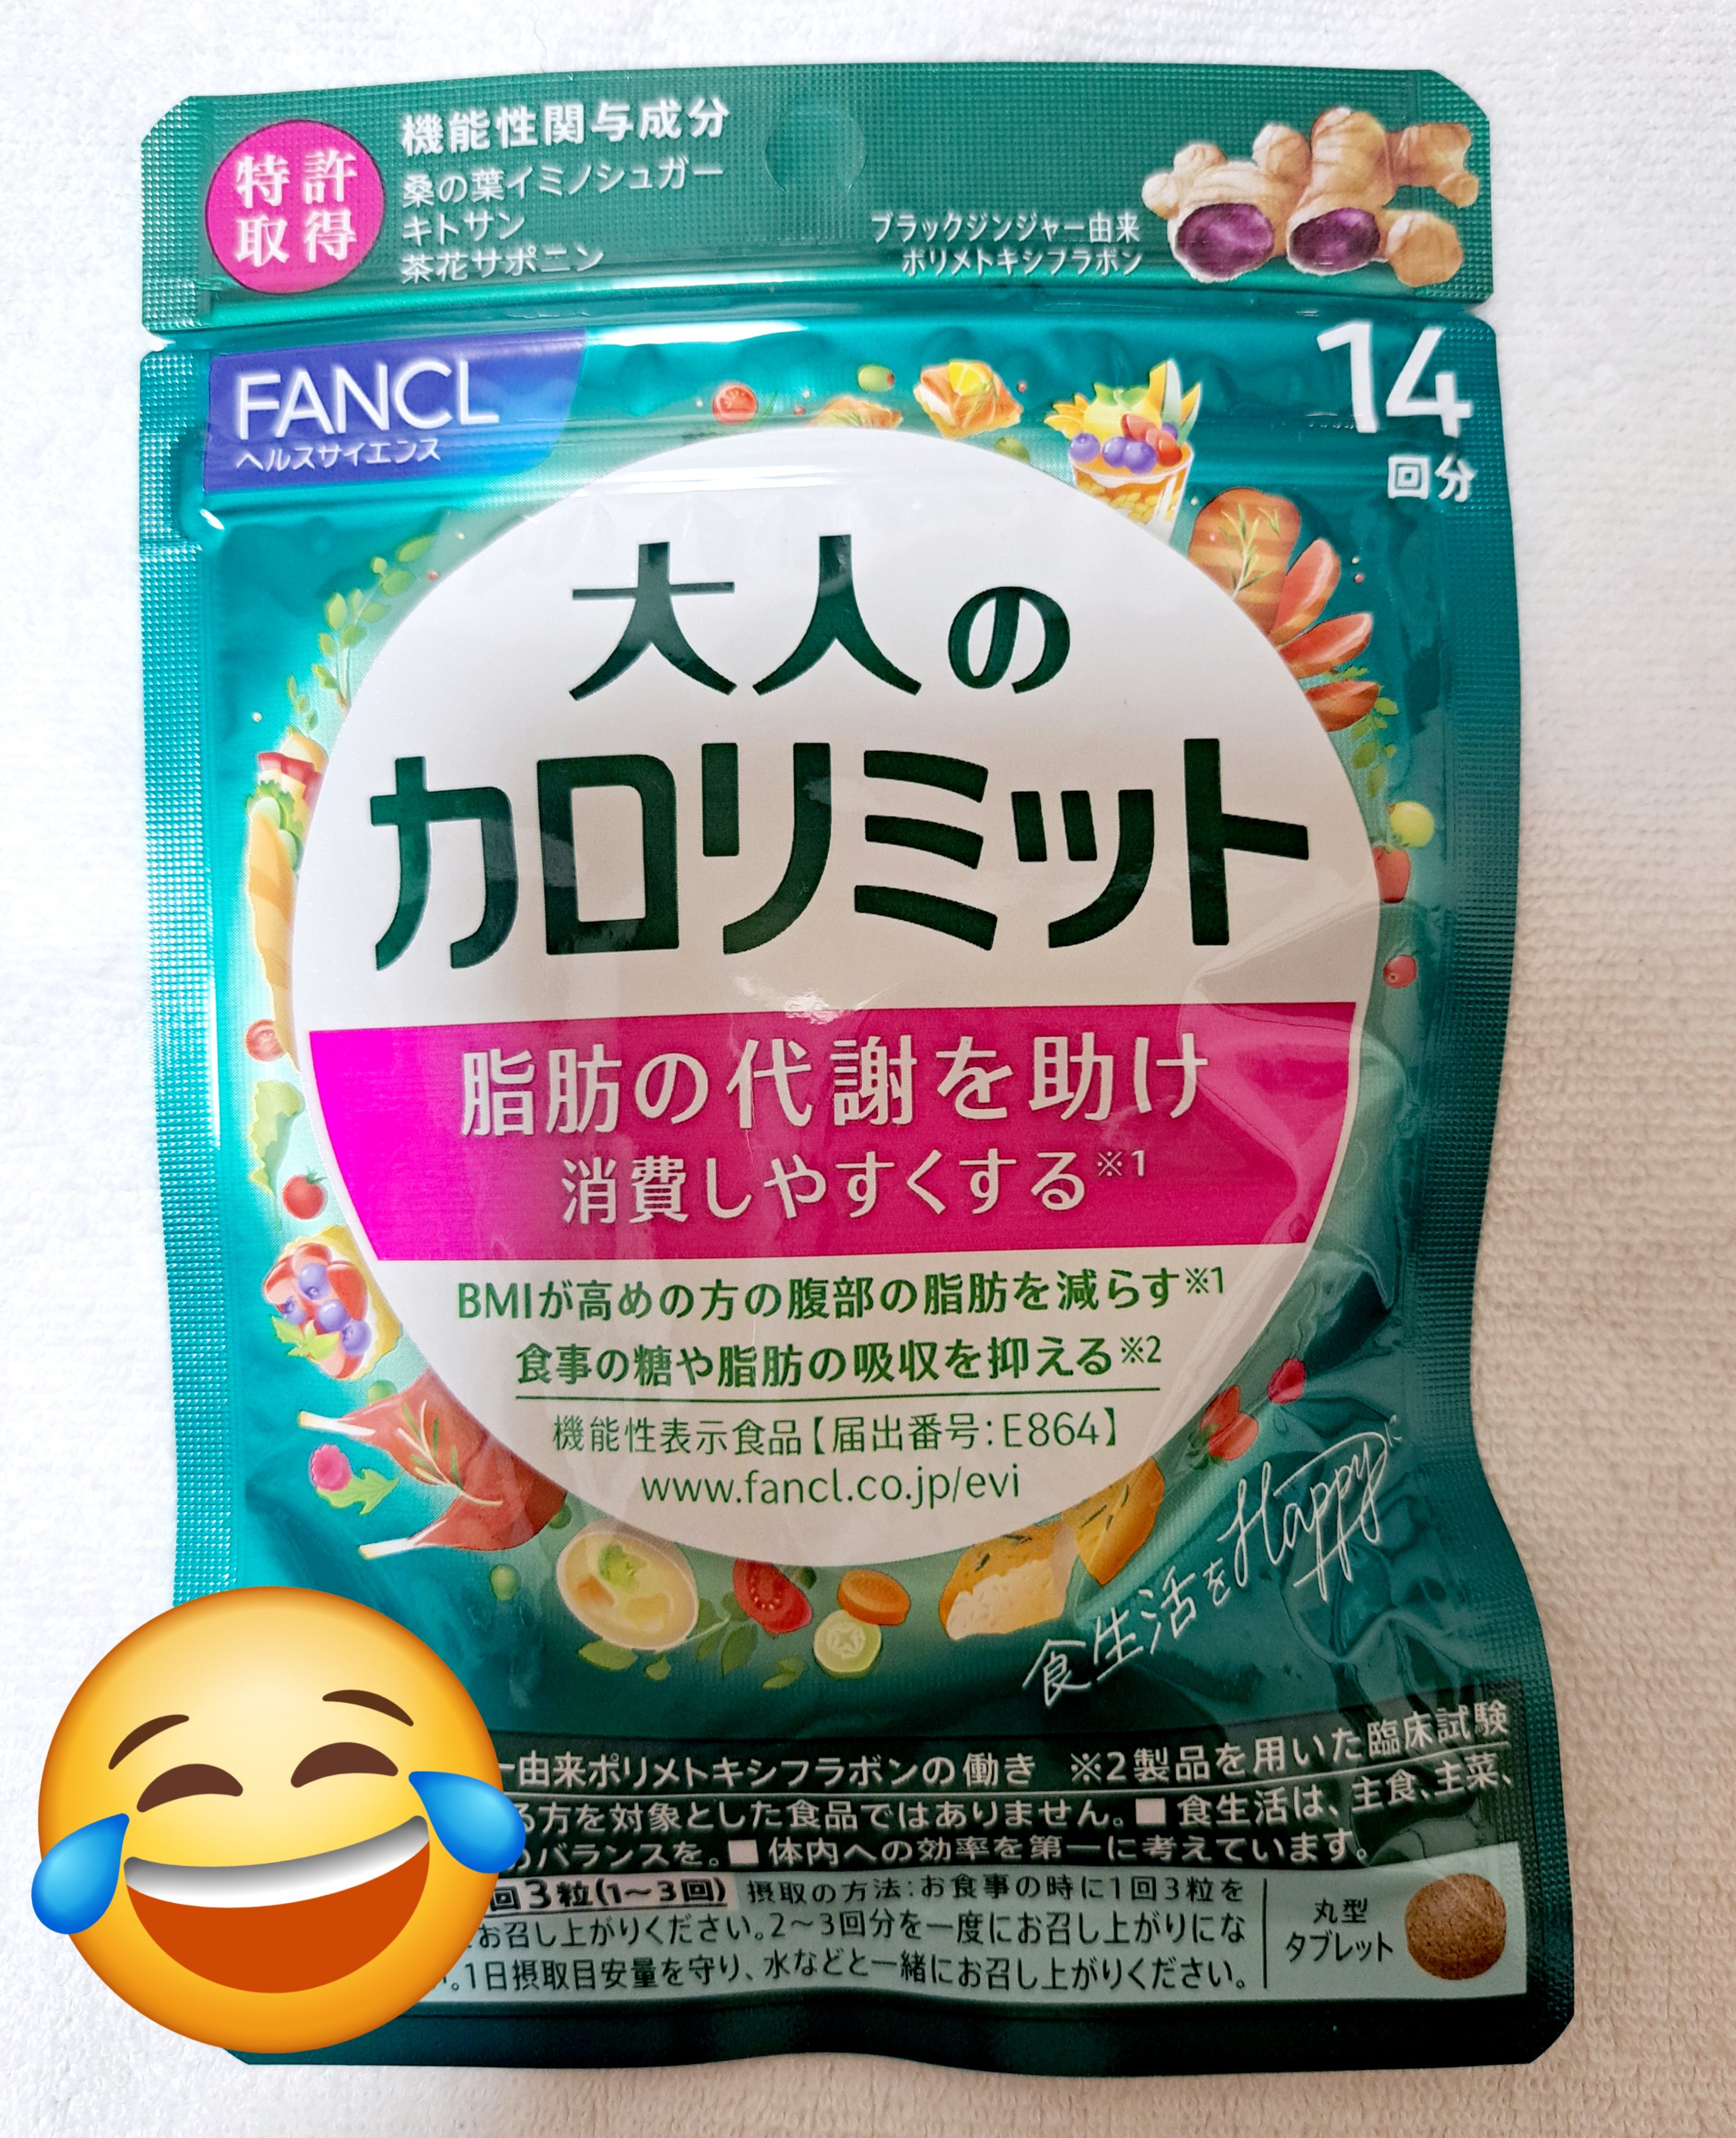 特許
取得
機能性関与成分
桑の葉イミノシュガー
キトサン
茶花サポニン
ブラックジンジャー由来
ポリメトキシフラボン
FANCL
ヘルスサイエンス
14
回分
大人の
カロリミット
脂肪の代謝を助け
消費しやすくする※1
BMIが高めの方の腹部の脂肪を減らす※1
食事の糖や脂肪の吸収を抑える※2
機能性表示食品【届出番号:E864】
www.fancl.co.jp/evi
食生活をHappyに
ー由来ポリメトキシフラボンの働き ※2製品を用いた臨床試験
る方を対象とした食品ではありません。■食生活は、主食、主菜、
のバランスを。■体内への効率を第一に考えています。
回3粒(1~3回) 摂取の方法:お食事の時に1回3粒を
お召し上がりください。2~3回分を一度にお召し上がりにな
。1日摂取目安量を守り、水などと一緒にお召し上がりください。
丸型
タブレット